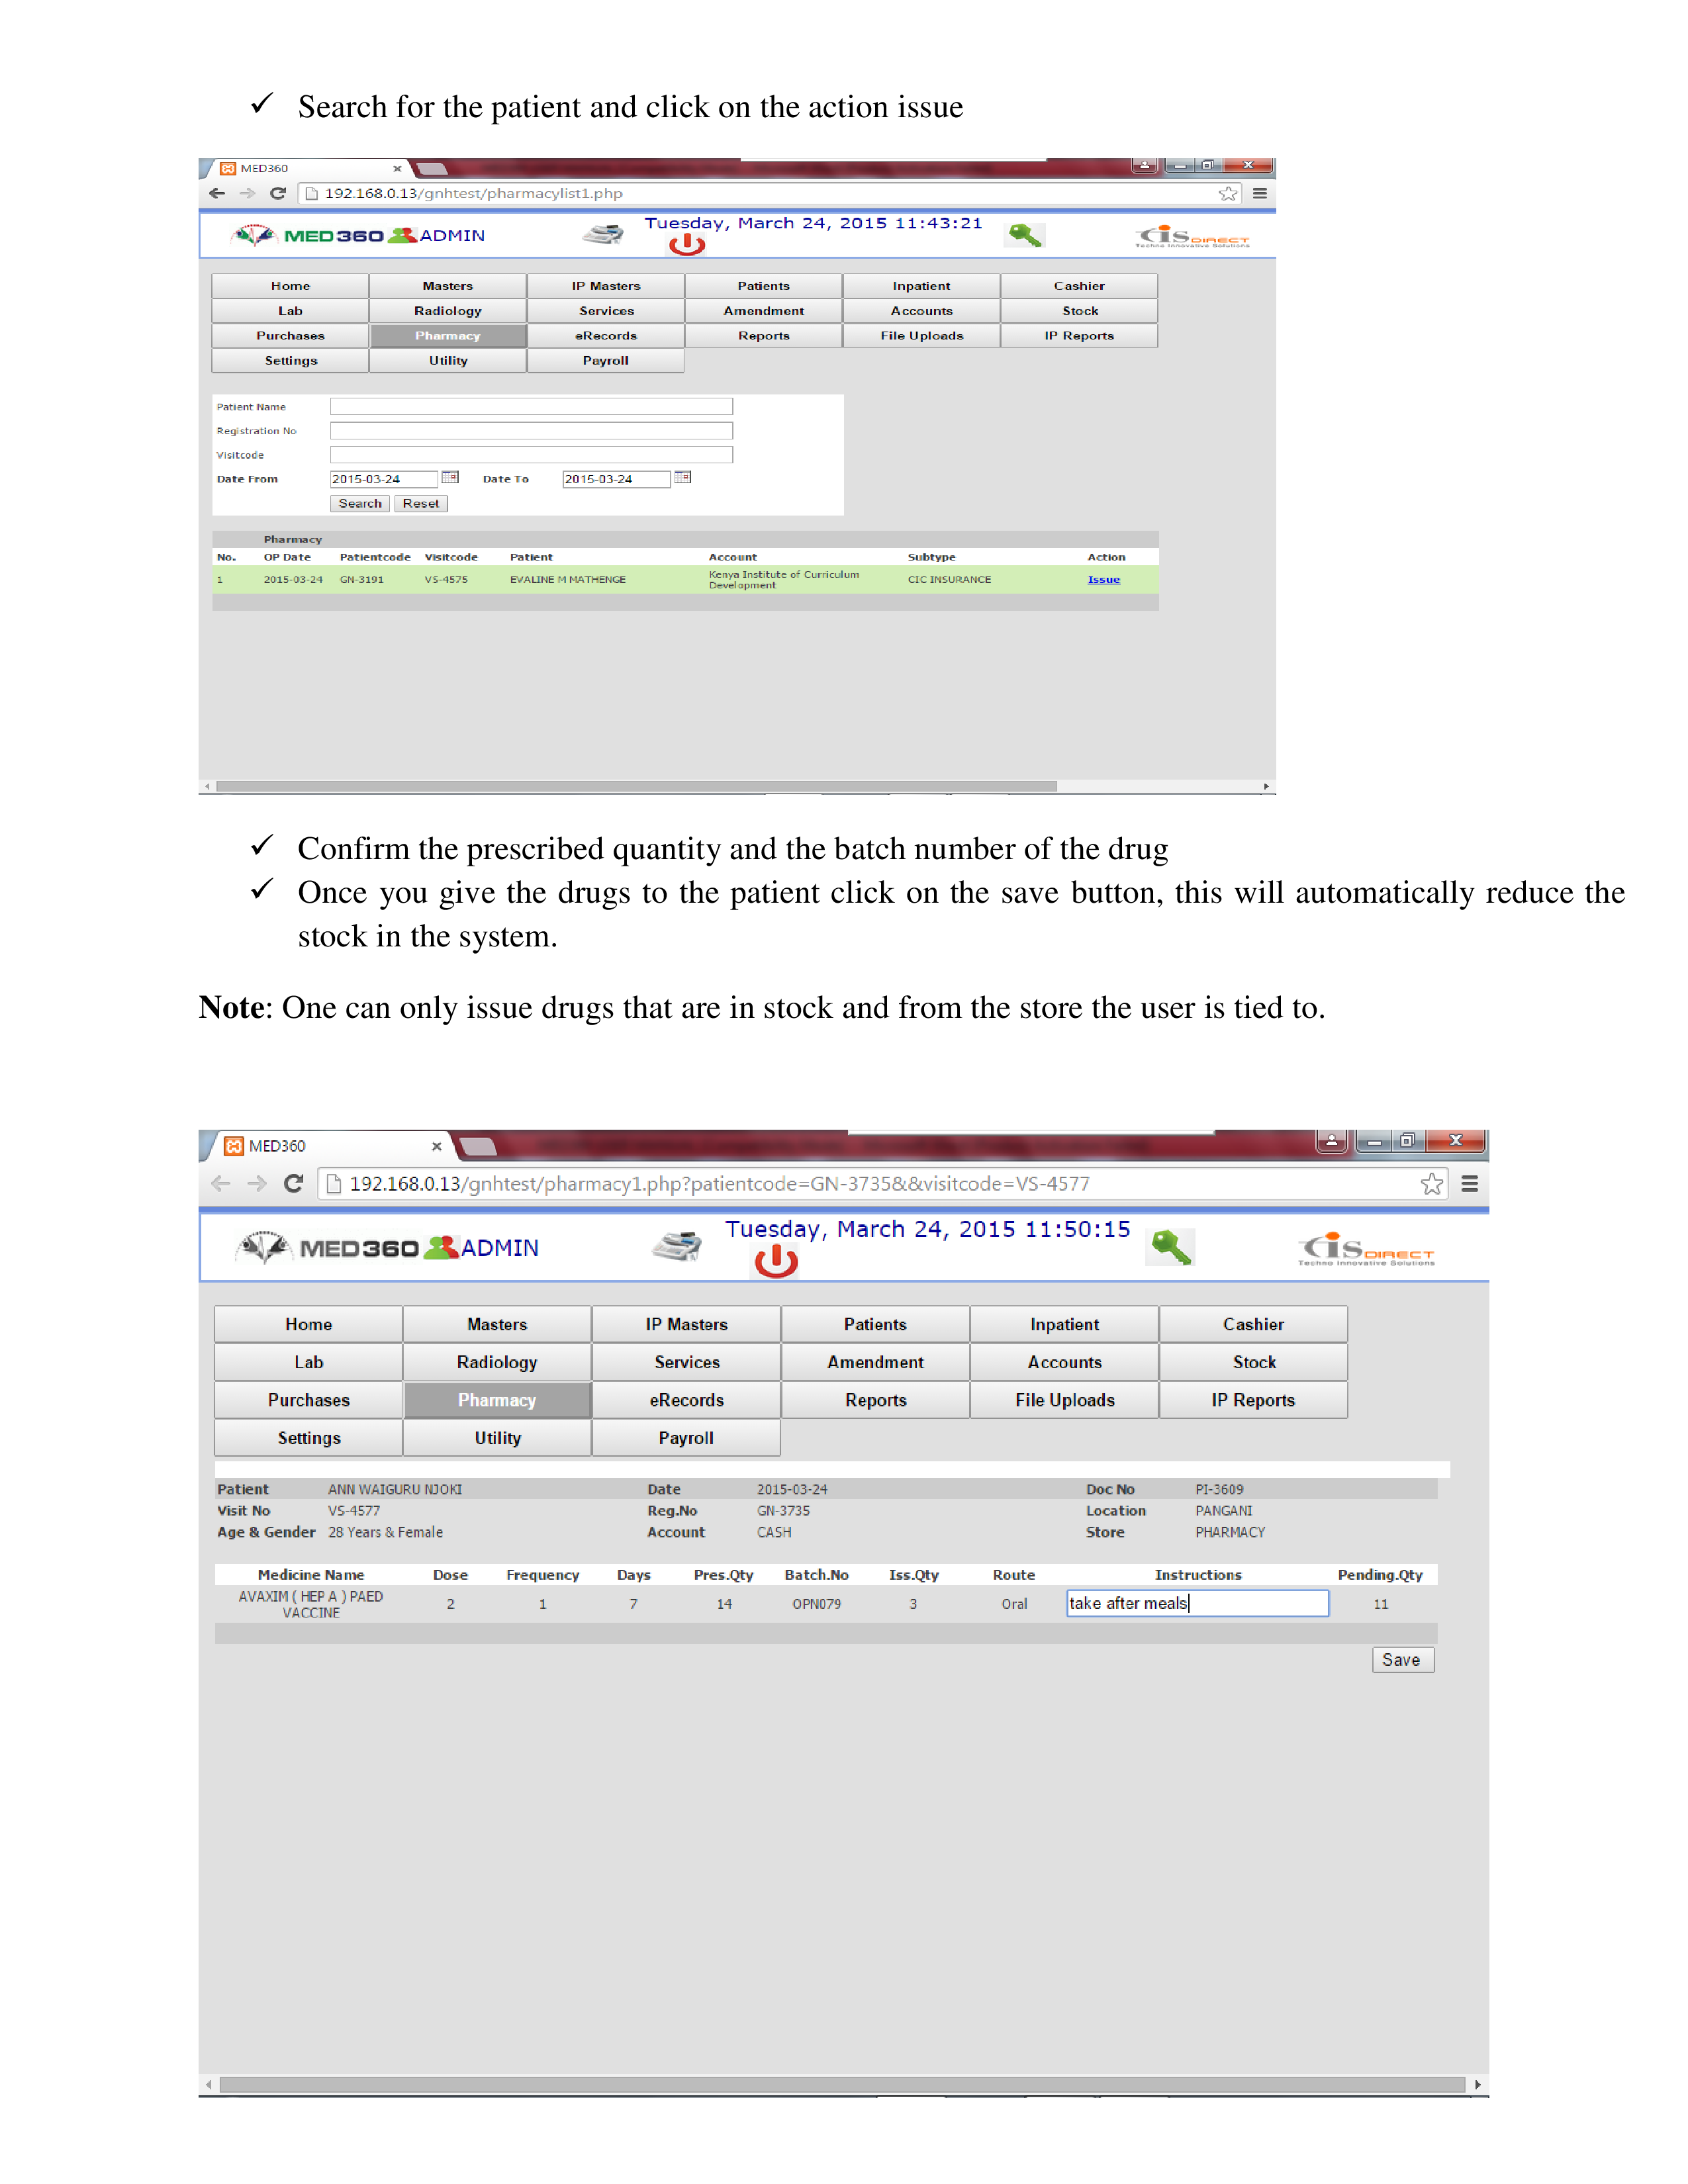 ✓ Search for the patient and click on the action issue
MED360
192.168.0.13/gnhtest/pharmacylist1.php
MED360 ADMIN
Tuesday, March 24, 2015 11:43:21
CIS DIRECT
Techno Innovative Solutions
Home Masters IP Masters Patients Inpatient Cashier
Lab Radiology Services Amendment Accounts Stock
Purchases Pharmacy eRecords Reports File Uploads IP Reports
Settings Utility Payroll
Patient Name
Registration No
Visitcode
Date From 2015-03-24 Date To 2015-03-24
Search Reset
Pharmacy
No. OP Date Patientcode Visitcode Patient Account Subtype Action
1 2015-03-24 GN-3191 VS-4575 EVALINE M MATHENGE Kenya Institute of Curriculum Development CIC INSURANCE Issue
✓ Confirm the prescribed quantity and the batch number of the drug
✓ Once you give the drugs to the patient click on the save button, this will automatically reduce the
stock in the system.
Note: One can only issue drugs that are in stock and from the store the user is tied to.
MED360
192.168.0.13/gnhtest/pharmacy1.php?patientcode=GN-3735&&visitcode=VS-4577
MED360 ADMIN
Tuesday, March 24, 2015 11:50:15
CIS DIRECT
Techno Innovative Solutions
Home Masters IP Masters Patients Inpatient Cashier
Lab Radiology Services Amendment Accounts Stock
Purchases Pharmacy eRecords Reports File Uploads IP Reports
Settings Utility Payroll
Patient ANN WAIGURU NJOKI Date 2015-03-24 Doc No PI-3609
Visit No VS-4577 Reg.No GN-3735 Location PANGANI
Age & Gender 28 Years & Female Account CASH Store PHARMACY
Medicine Name Dose Frequency Days Pres.Qty Batch.No Iss.Qty Route Instructions Pending.Qty
AVAXIM ( HEP A ) PAED VACCINE 2 1 7 14 OPN079 3 Oral take after meals 11
Save